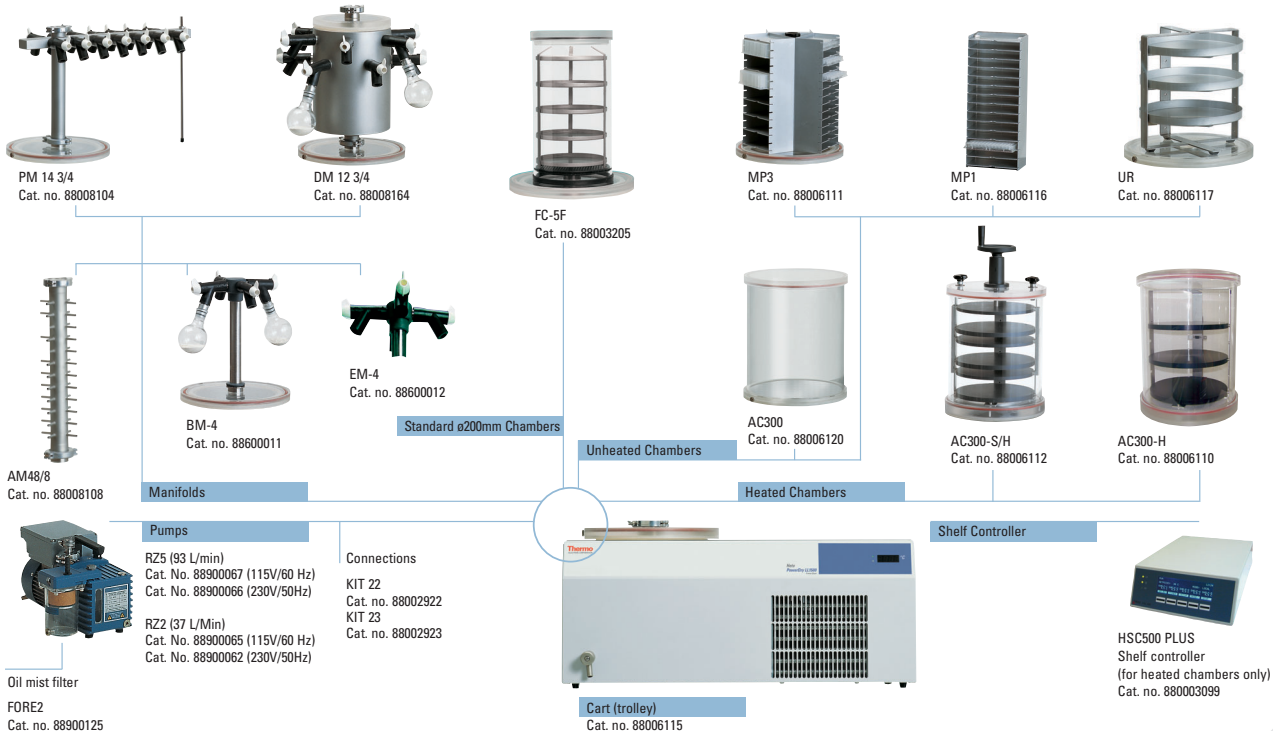 PM 14 3/4
Cat. no. 88008104
DM 12 3/4
Cat. no. 88008164
FC-5F
Cat. no. 88003205
MP3
Cat. no. 88006111
MP1
Cat. no. 88006116
UR
Cat. no. 88006117
AM48/8
Cat. no. 88008108
BM-4
Cat. no. 88600011
EM-4
Cat. no. 88600012
AC300
Cat. no. 88006120
AC300-S/H
Cat. no. 88006112
AC300-H
Cat. no. 88006110
Standard ø200mm Chambers
Unheated Chambers
Manifolds
Heated Chambers
Pumps
Shelf Controller
RZ5 (93 L/min)
Cat. No. 88900067 (115V/60 Hz)
Cat. No. 88900066 (230V/50Hz)
RZ2 (37 L/Min)
Cat. No. 88900065 (115V/60 Hz)
Cat. No. 88900062 (230V/50Hz)
Connections
KIT 22
Cat. no. 88002922
KIT 23
Cat. no. 88002923
Thermo
Oil mist filter
FORE2
Cat. no. 88900125
Cart (trolley)
Cat. no. 88006115
HSC500 PLUS
Shelf controller
(for heated chambers only)
Cat. no. 880003099